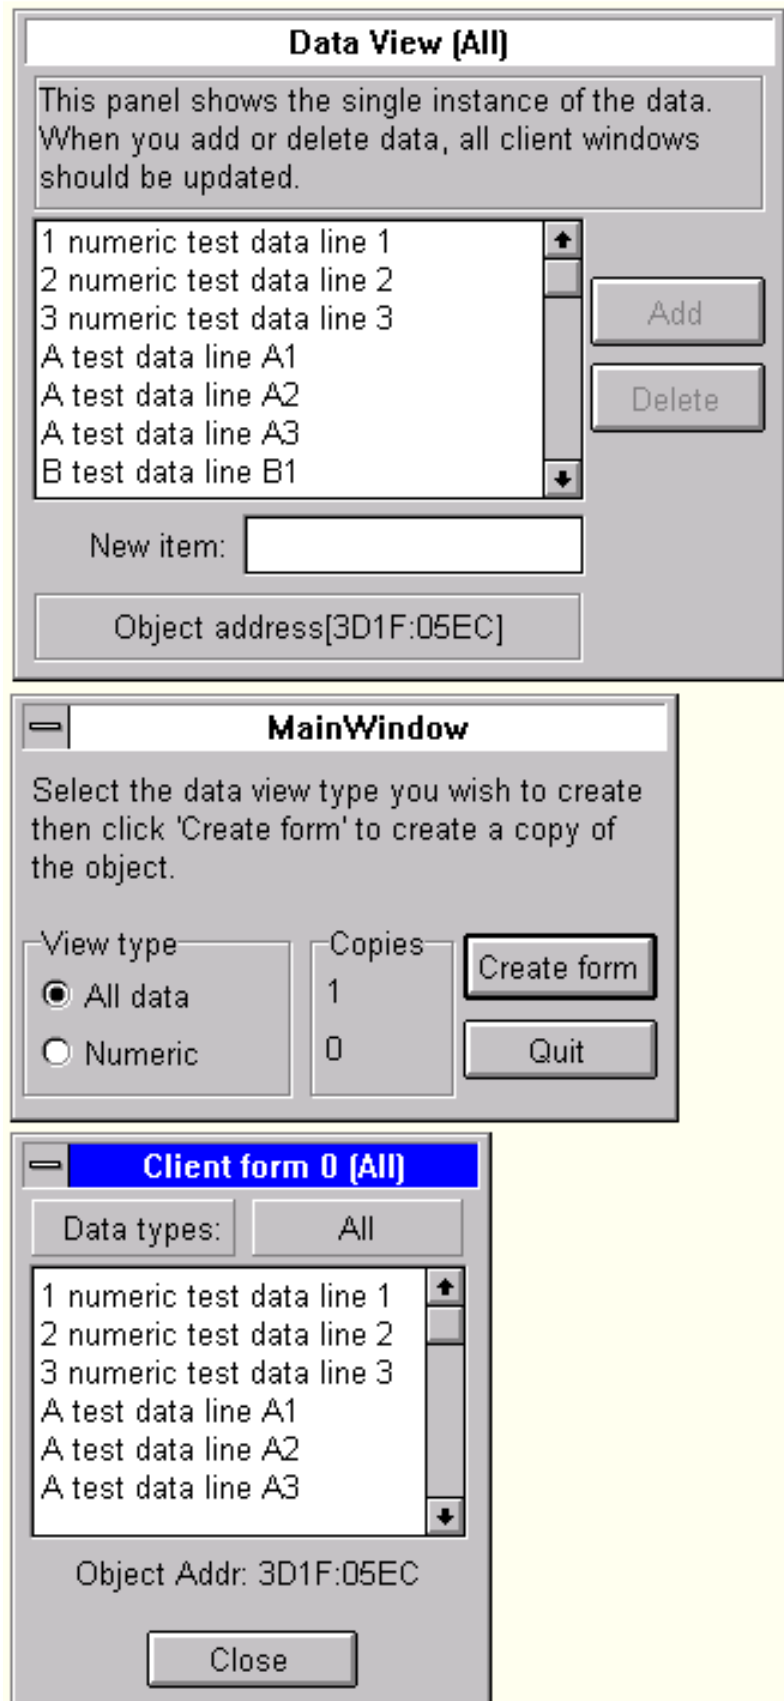 Data View (All)
This panel shows the single instance of the data.
When you add or delete data, all client windows
should be updated.
1 numeric test data line 1
2 numeric test data line 2
3 numeric test data line 3
A test data line A1
A test data line A2
A test data line A3
B test data line B1
Add
Delete
New item:
Object address[3D1F:05EC]
MainWindow
Select the data view type you wish to create
then click 'Create form' to create a copy of
the object.
View type
All data
Numeric
Copies
1
0
Create form
Quit
Client form 0 (All)
Data types: All
1 numeric test data line 1
2 numeric test data line 2
3 numeric test data line 3
A test data line A1
A test data line A2
A test data line A3
Object Addr: 3D1F:05EC
Close